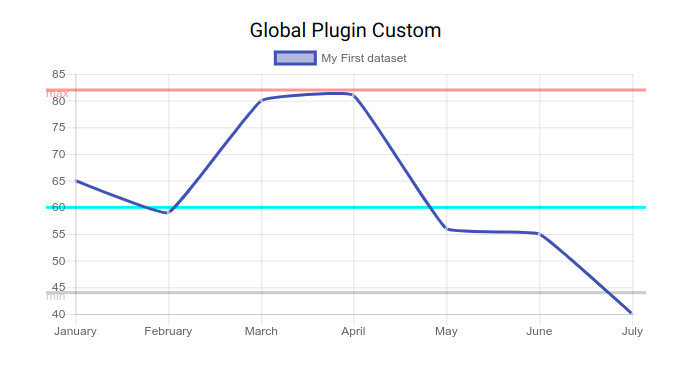 Global Plugin Custom
My First dataset
85
max
80
75
70
65
60
55
50
45
min
40
January February March April May June July